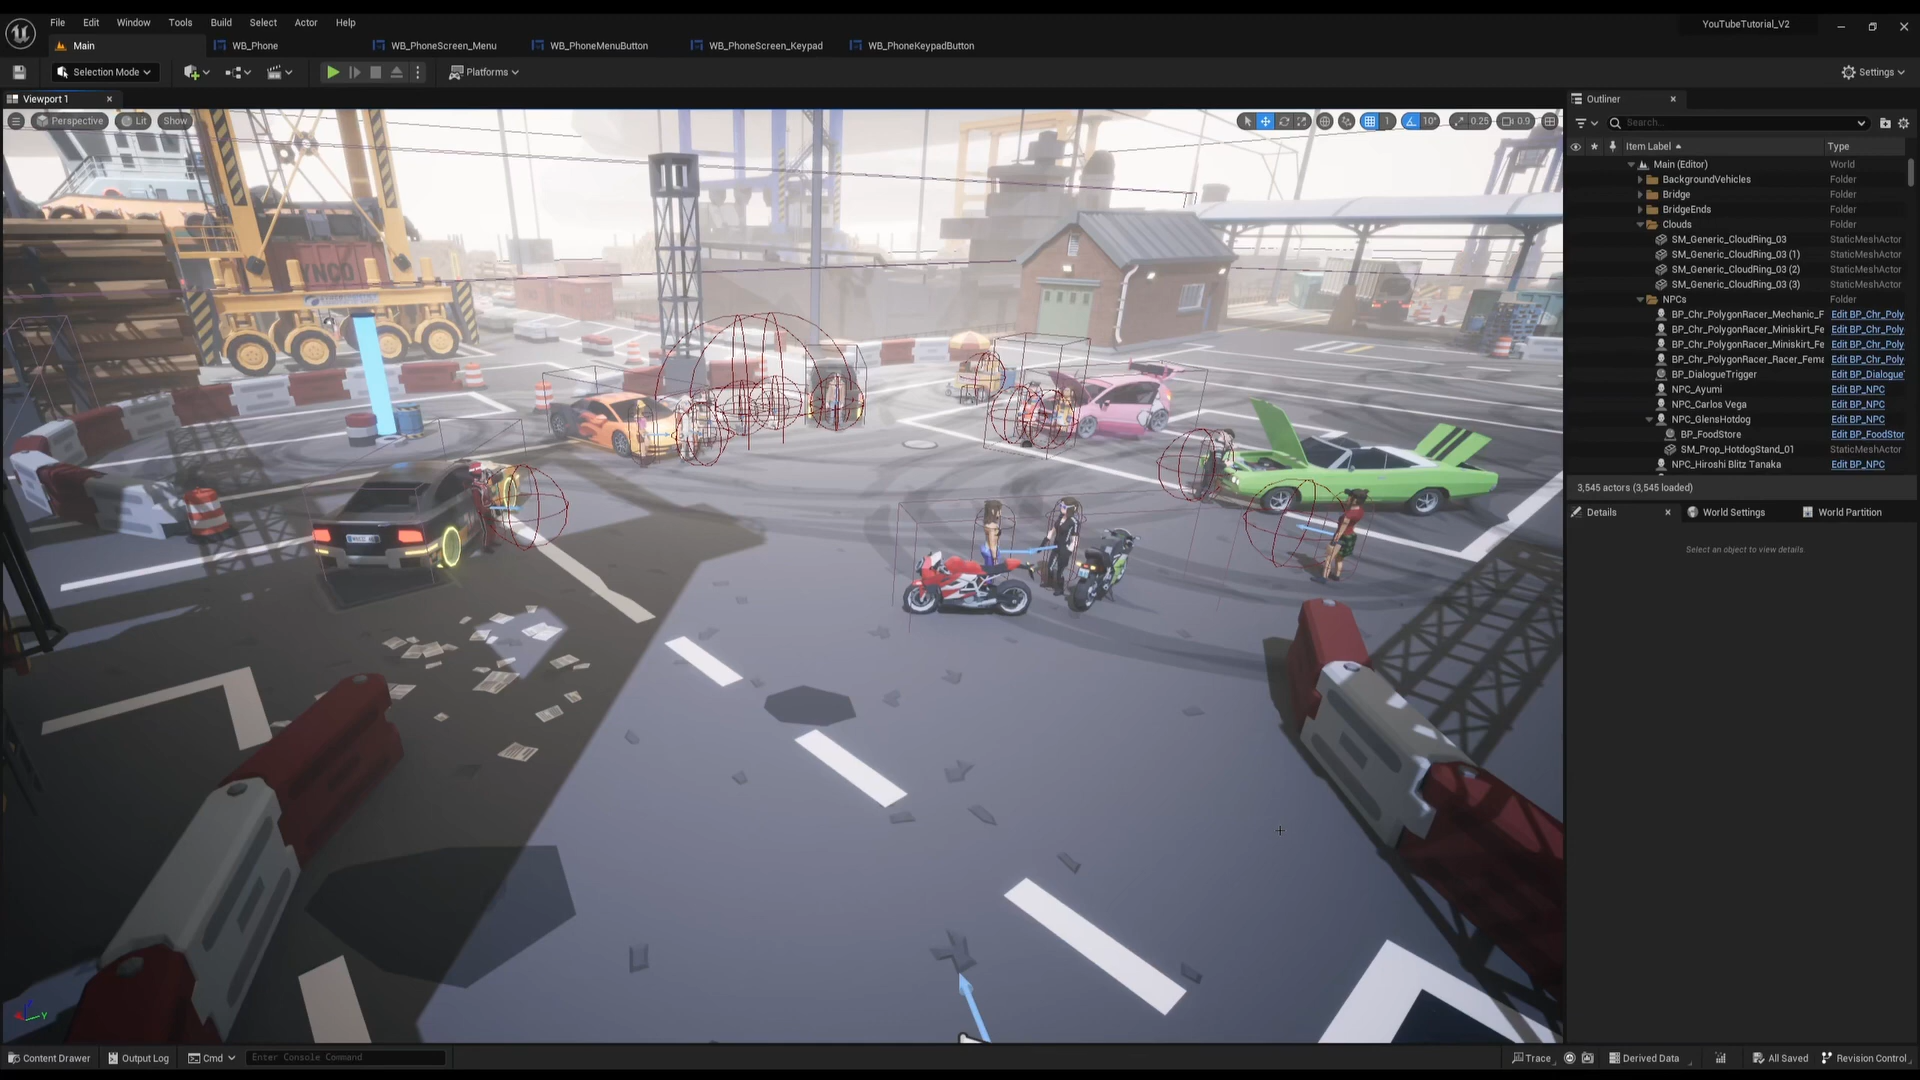 File Edit Window Tools Build Select Actor Help
YouTubeTutorial_V2
Main WB_Phone WB_PhoneScreen_Menu WB_PhoneMenuButton WB_PhoneScreen_Keypad WB_PhoneKeypadButton
Selection Mode Platforms Settings
Viewport 1
Perspective Lit Show
1 10° 0.25 0.9
Outliner
Search...
Item Label Type
Main (Editor) World
BackgroundVehicles Folder
Bridge Folder
BridgeEnds Folder
Clouds Folder
SM_Generic_CloudRing_03 StaticMeshActor
SM_Generic_CloudRing_03 (1) StaticMeshActor
SM_Generic_CloudRing_03 (2) StaticMeshActor
SM_Generic_CloudRing_03 (3) StaticMeshActor
NPCs Folder
BP_Chr_PolygonRacer_Mechanic_F Edit BP_Chr_Poly
BP_Chr_PolygonRacer_Miniskirt_Fe Edit BP_Chr_Poly
BP_Chr_PolygonRacer_Miniskirt_Fe Edit BP_Chr_Poly
BP_Chr_PolygonRacer_Racer_Fema Edit BP_Chr_Poly
BP_DialogueTrigger Edit BP_Dialogue
NPC_Ayumi Edit BP_NPC
NPC_Carlos Vega Edit BP_NPC
NPC_GlensHotdog Edit BP_NPC
BP_FoodStore Edit BP_FoodStor
SM_Prop_HotdogStand_01 StaticMeshActor
NPC_Hiroshi Blitz Tanaka Edit BP_NPC
3,545 actors (3,545 loaded)
Details World Settings World Partition
Select an object to view details
YNCO
Z
Y
Content Drawer Output Log Cmd Enter Console Command
Trace Derived Data All Saved Revision Control